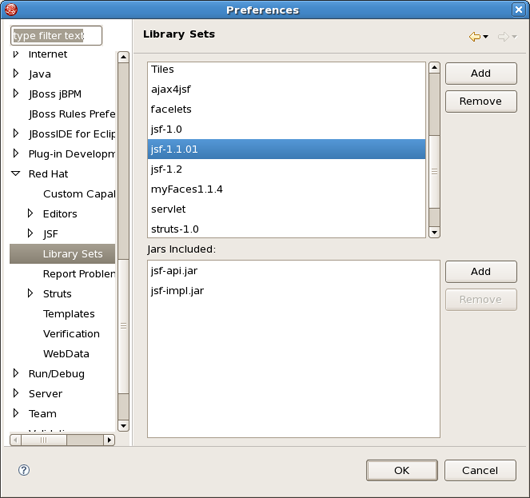 Preferences
type filter text
Library Sets
Internet
Java
JBoss jBPM
JBoss Rules Prefe
JBossIDE for Eclip
Plug-in Developm
Red Hat
Custom Capal
Editors
JSF
Library Sets
Report Problem
Struts
Templates
Verification
WebData
Run/Debug
Server
Team
Tiles
ajax4jsf
facelets
jsf-1.0
jsf-1.1.01
jsf-1.2
myFaces1.1.4
servlet
struts-1.0
Add
Remove
Jars Included:
jsf-api.jar
jsf-impl.jar
Add
Remove
?
OK
Cancel